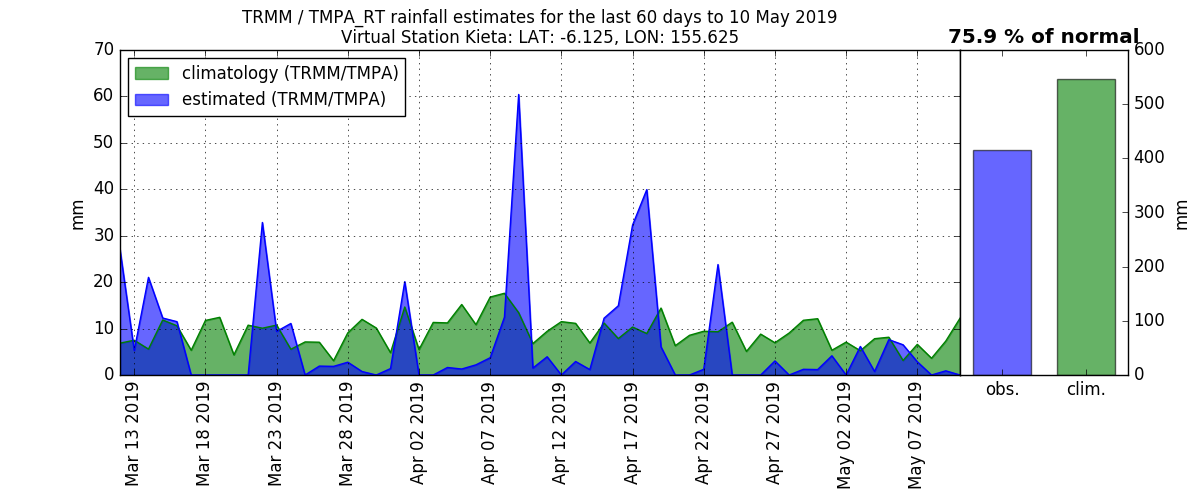 TRMM / TMPA_RT rainfall estimates for the last 60 days to 10 May 2019
Virtual Station Kieta: LAT: -6.125, LON: 155.625
75.9 % of normal
climatology (TRMM/TMPA)
estimated (TRMM/TMPA)
mm
70
60
50
40
30
20
10
0
Mar 13 2019
Mar 18 2019
Mar 23 2019
Mar 28 2019
Apr 02 2019
Apr 07 2019
Apr 12 2019
Apr 17 2019
Apr 22 2019
Apr 27 2019
May 02 2019
May 07 2019
obs.
clim.
600
500
400
300
200
100
0
mm